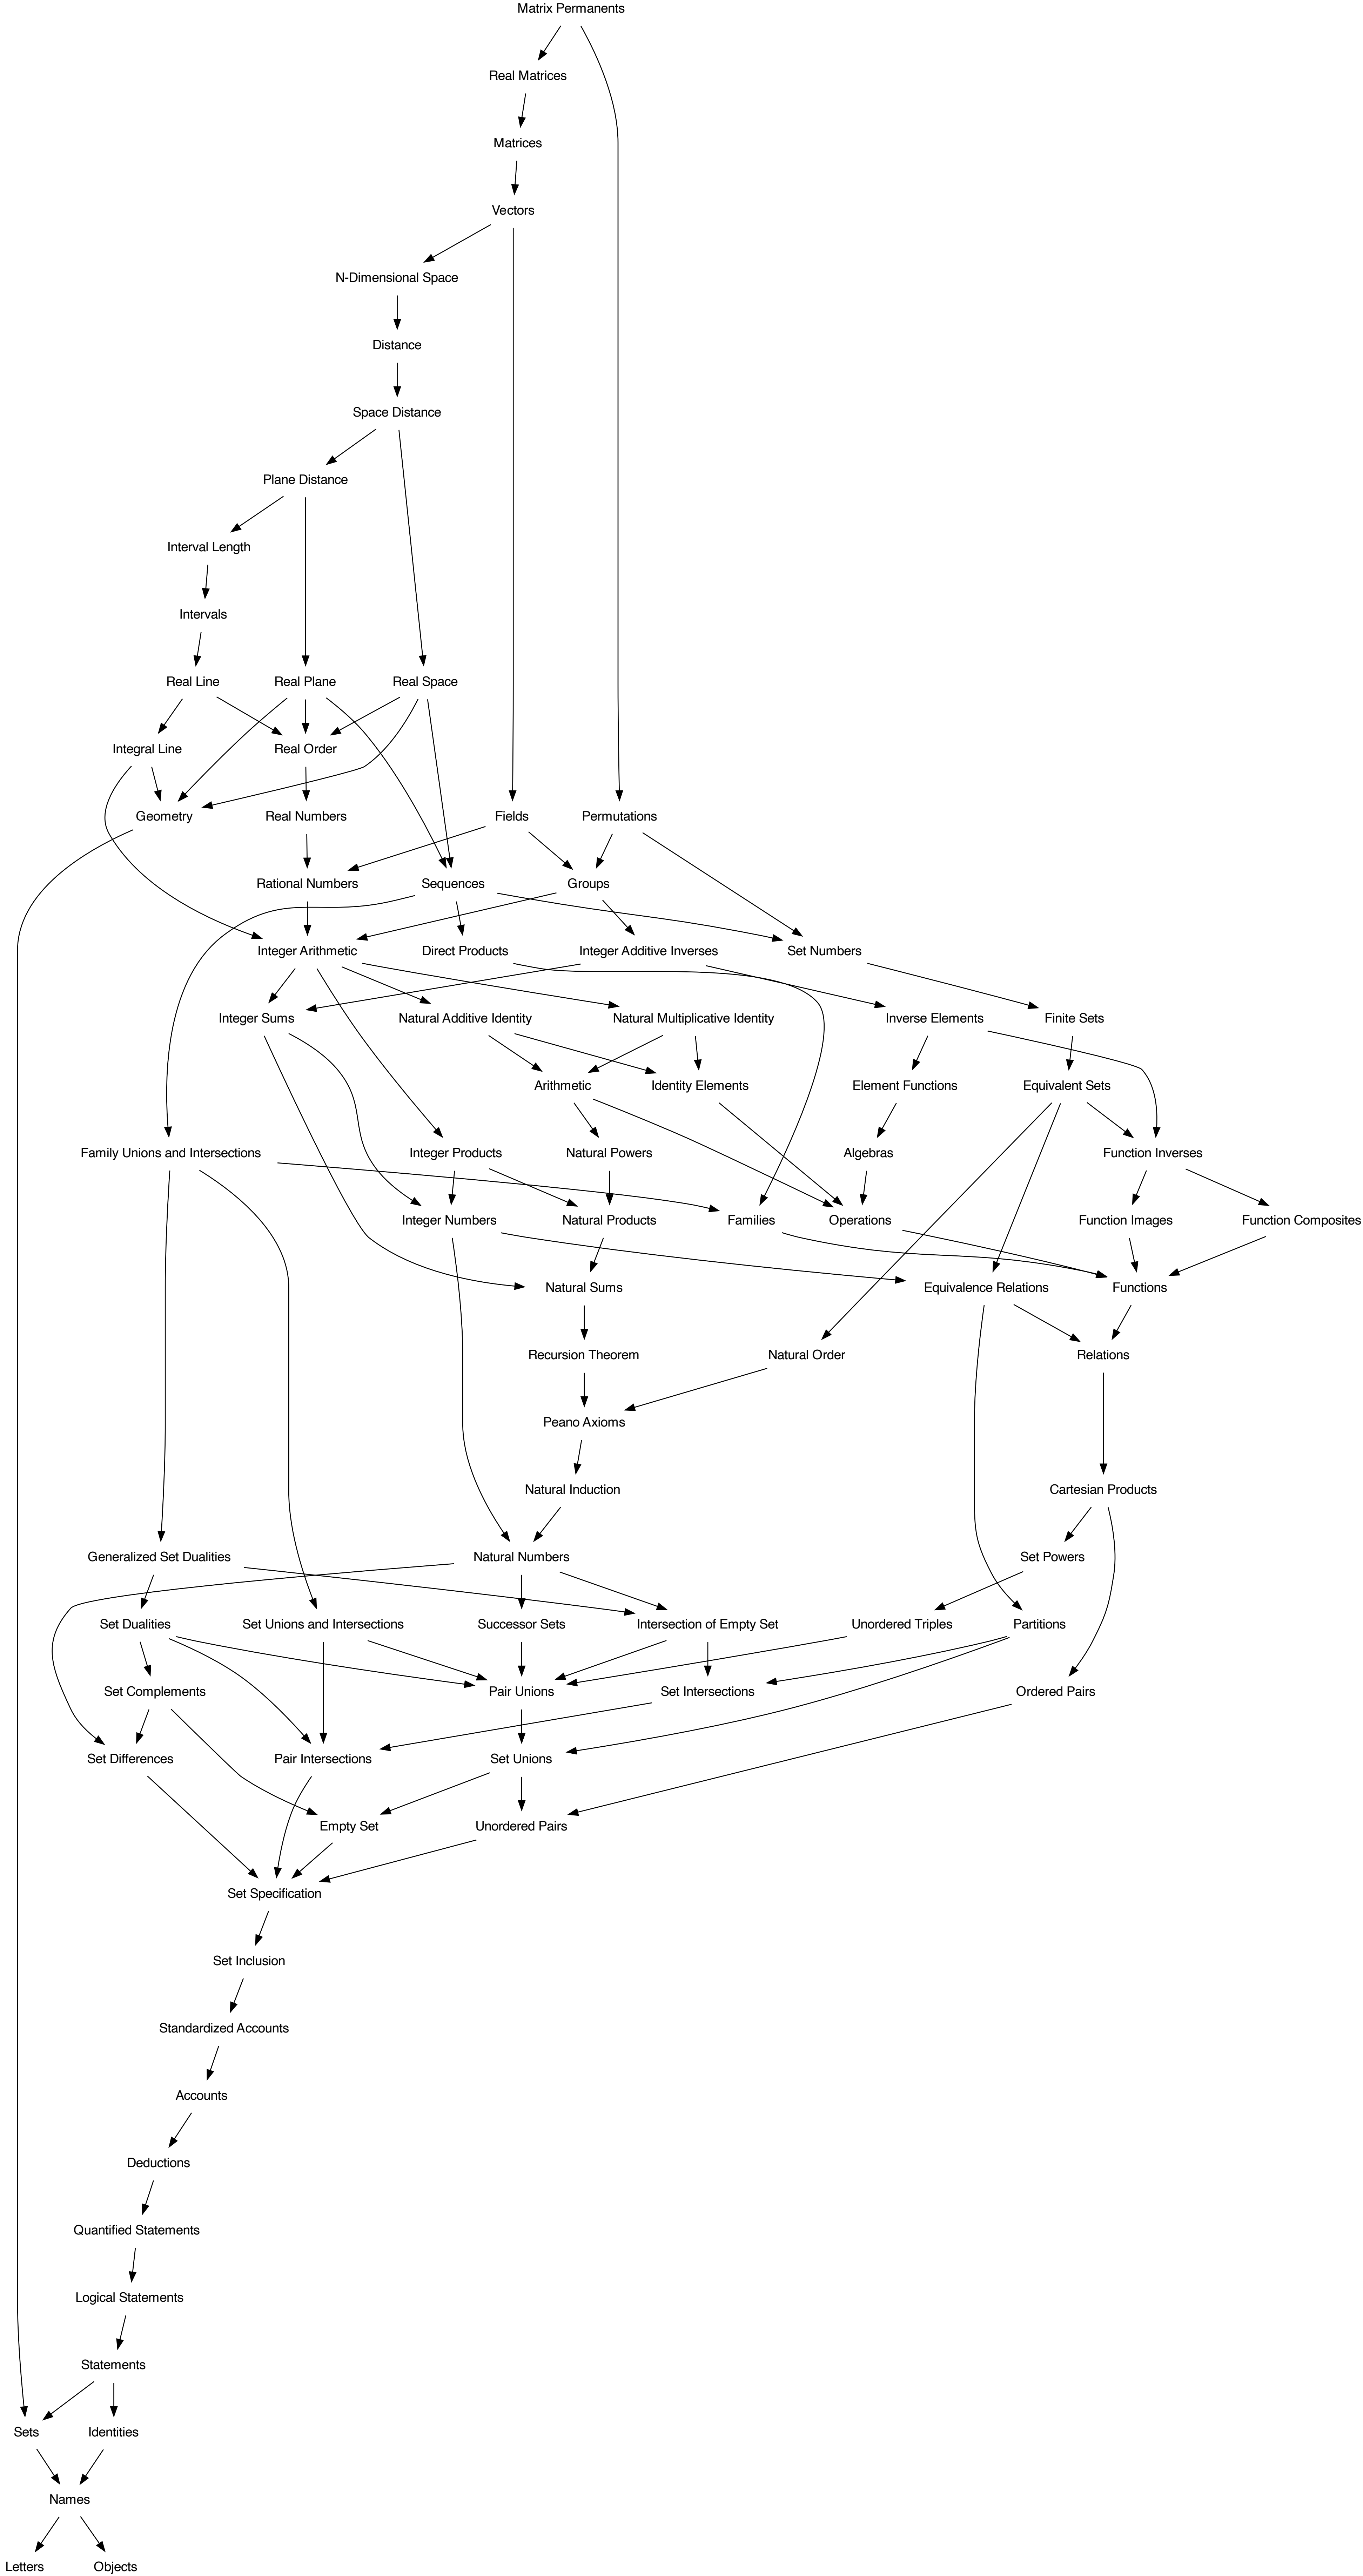 Matrix Permanents
Real Matrices
Matrices
Vectors
N-Dimensional Space
Distance
Space Distance
Plane Distance
Interval Length
Intervals
Real Line
Real Plane
Real Space
Integral Line
Real Order
Geometry
Real Numbers
Fields
Permutations
Rational Numbers
Sequences
Groups
Integer Arithmetic
Direct Products
Integer Additive Inverses
Set Numbers
Integer Sums
Natural Additive Identity
Natural Multiplicative Identity
Inverse Elements
Finite Sets
Arithmetic
Identity Elements
Element Functions
Equivalent Sets
Family Unions and Intersections
Integer Products
Natural Powers
Algebras
Function Inverses
Integer Numbers
Natural Products
Families
Operations
Function Images
Function Composites
Natural Sums
Equivalence Relations
Functions
Recursion Theorem
Natural Order
Relations
Peano Axioms
Natural Induction
Cartesian Products
Generalized Set Dualities
Natural Numbers
Set Powers
Set Dualities
Set Unions and Intersections
Successor Sets
Intersection of Empty Set
Unordered Triples
Partitions
Set Complements
Pair Unions
Set Intersections
Ordered Pairs
Set Differences
Pair Intersections
Set Unions
Empty Set
Unordered Pairs
Set Specification
Set Inclusion
Standardized Accounts
Accounts
Deductions
Quantified Statements
Logical Statements
Statements
Sets
Identities
Names
Letters
Objects